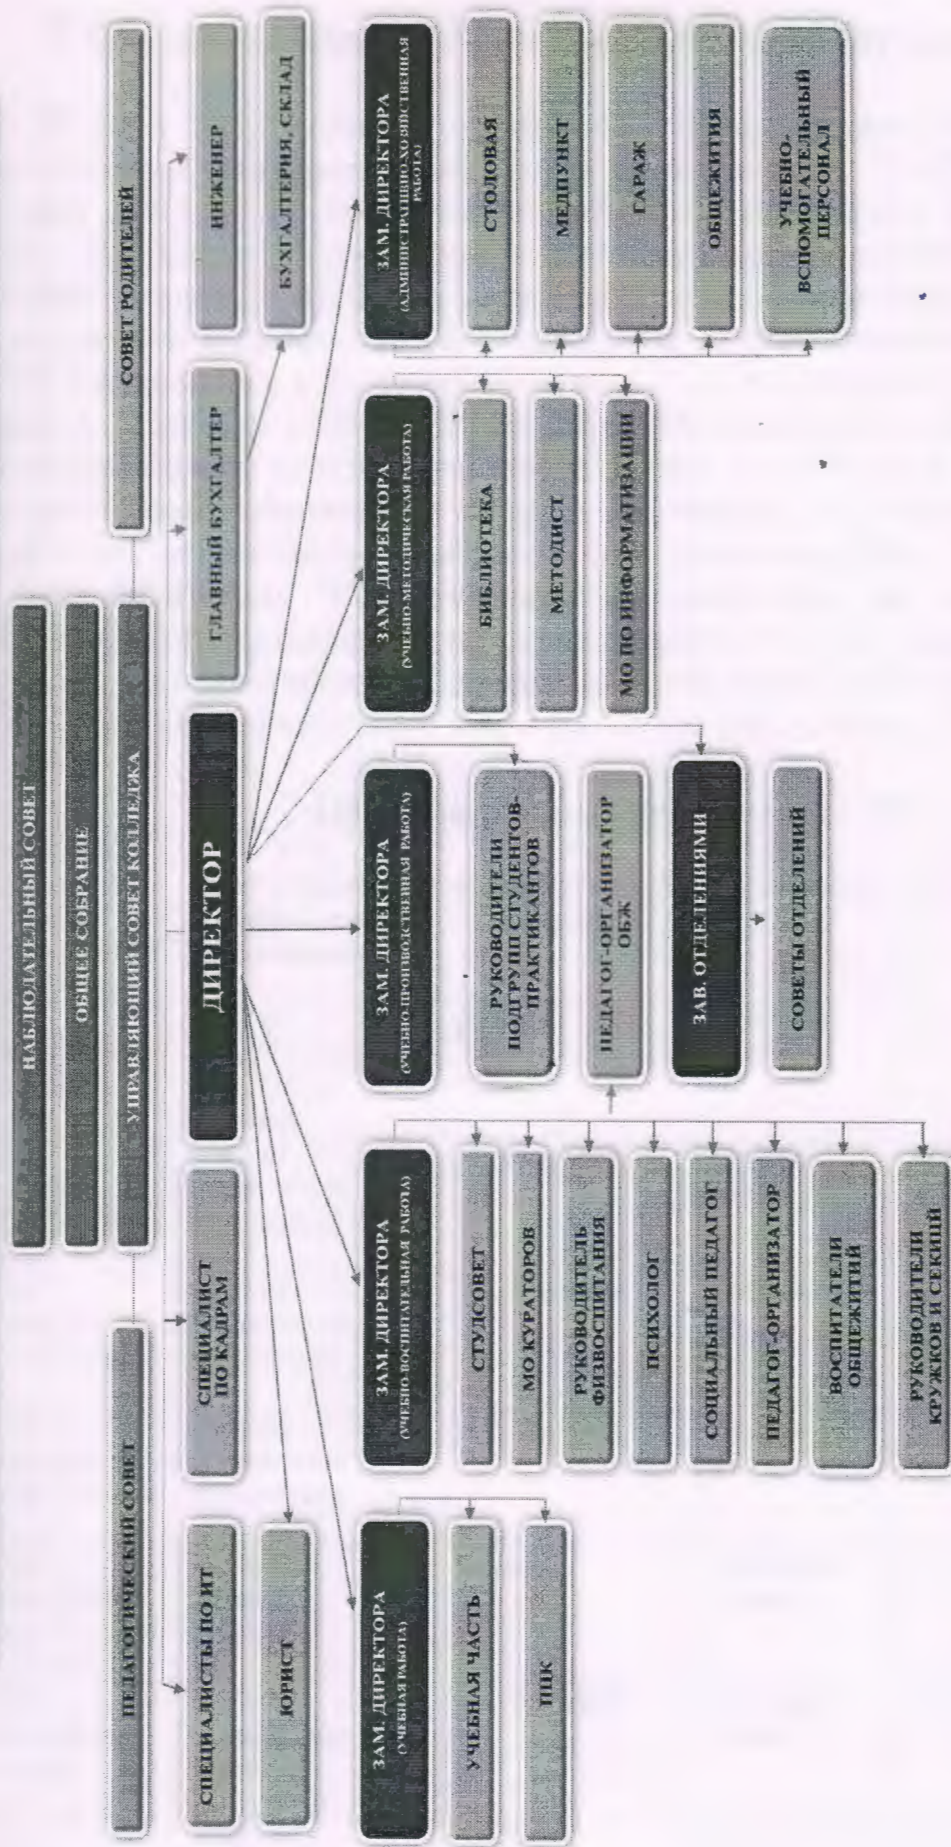 НАБЛЮДАТЕЛЬНЫЙ СОВЕТ
ОБЩЕЕ СОБРАНИЕ
ПЕДАГОГИЧЕСКИЙ СОВЕТ
УПРАВЛЯЮЩИЙ СОВЕТ КОЛЛЕДЖА
СОВЕТ РОДИТЕЛЕЙ
СПЕЦИАЛИСТЫ ПО ИТ
СПЕЦИАЛИСТ
ПО КАДРАМ
ДИРЕКТОР
ГЛАВНЫЙ БУХГАЛТЕР
ИНЖЕНЕР
ЮРИСТ
БУХГАЛТЕРИЯ, СКЛАД
ЗАМ. ДИРЕКТОРА
(УЧЕБНАЯ РАБОТА)
УЧЕБНАЯ ЧАСТЬ
ЗАМ. ДИРЕКТОРА
(УЧЕБНО-ВОСПИТАТЕЛЬНАЯ РАБОТА)
СТУДСОВЕТ
МО КУРАТОРОВ
РУКОВОДИТЕЛЬ
ФИЗВОСПИТАНИЯ
ПСИХОЛОГ
СОЦИАЛЬНЫЙ ПЕДАГОГ
ПЕДАГОГ-ОРГАНИЗАТОР
ВОСПИТАТЕЛИ
ОБЩЕЖИТИЙ
РУКОВОДИТЕЛИ
КРУЖКОВ И СЕКЦИЙ
ЗАМ. ДИРЕКТОРА
(УЧЕБНО-ПРОИЗВОДСТВЕННАЯ РАБОТА)
РУКОВОДИТЕЛИ
ПОДГРУПП СТУДЕНТОВ-
ПРАКТИКАНТОВ
ПЕДАГОГ-ОРГАНИЗАТОР
ОБЖ
ЗАВ. ОТДЕЛЕНИЯМИ
СОВЕТЫ ОТДЕЛЕНИЙ
ЗАМ. ДИРЕКТОРА
(УЧЕБНО-МЕТОДИЧЕСКАЯ РАБОТА)
БИБЛИОТЕКА
МЕТОДИСТ
МО ПО ИНФОРМАТИЗАЦИИ
ЗАМ. ДИРЕКТОРА
(АДМИНИСТРАТИВНО-ХОЗЯЙСТВЕННАЯ
РАБОТА)
СТОЛОВАЯ
МЕДПУНКТ
ГАРАЖ
ОБЩЕЖИТИЯ
УЧЕБНО-
ВСПОМОГАТЕЛЬНЫЙ
ПЕРСОНАЛ